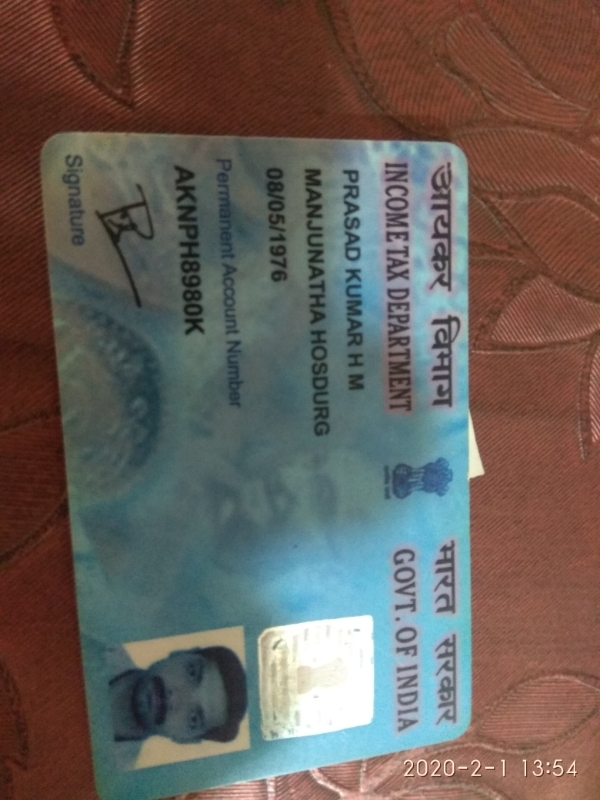 आयकर विभाग
INCOME TAX DEPARTMENT
भारत सरकार
GOVT. OF INDIA
PRASAD KUMAR H M
MANJUNATHA HOSDURG
08/05/1976
Permanent Account Number
AKNPH8980K
Signature
2020-2-1 13:54